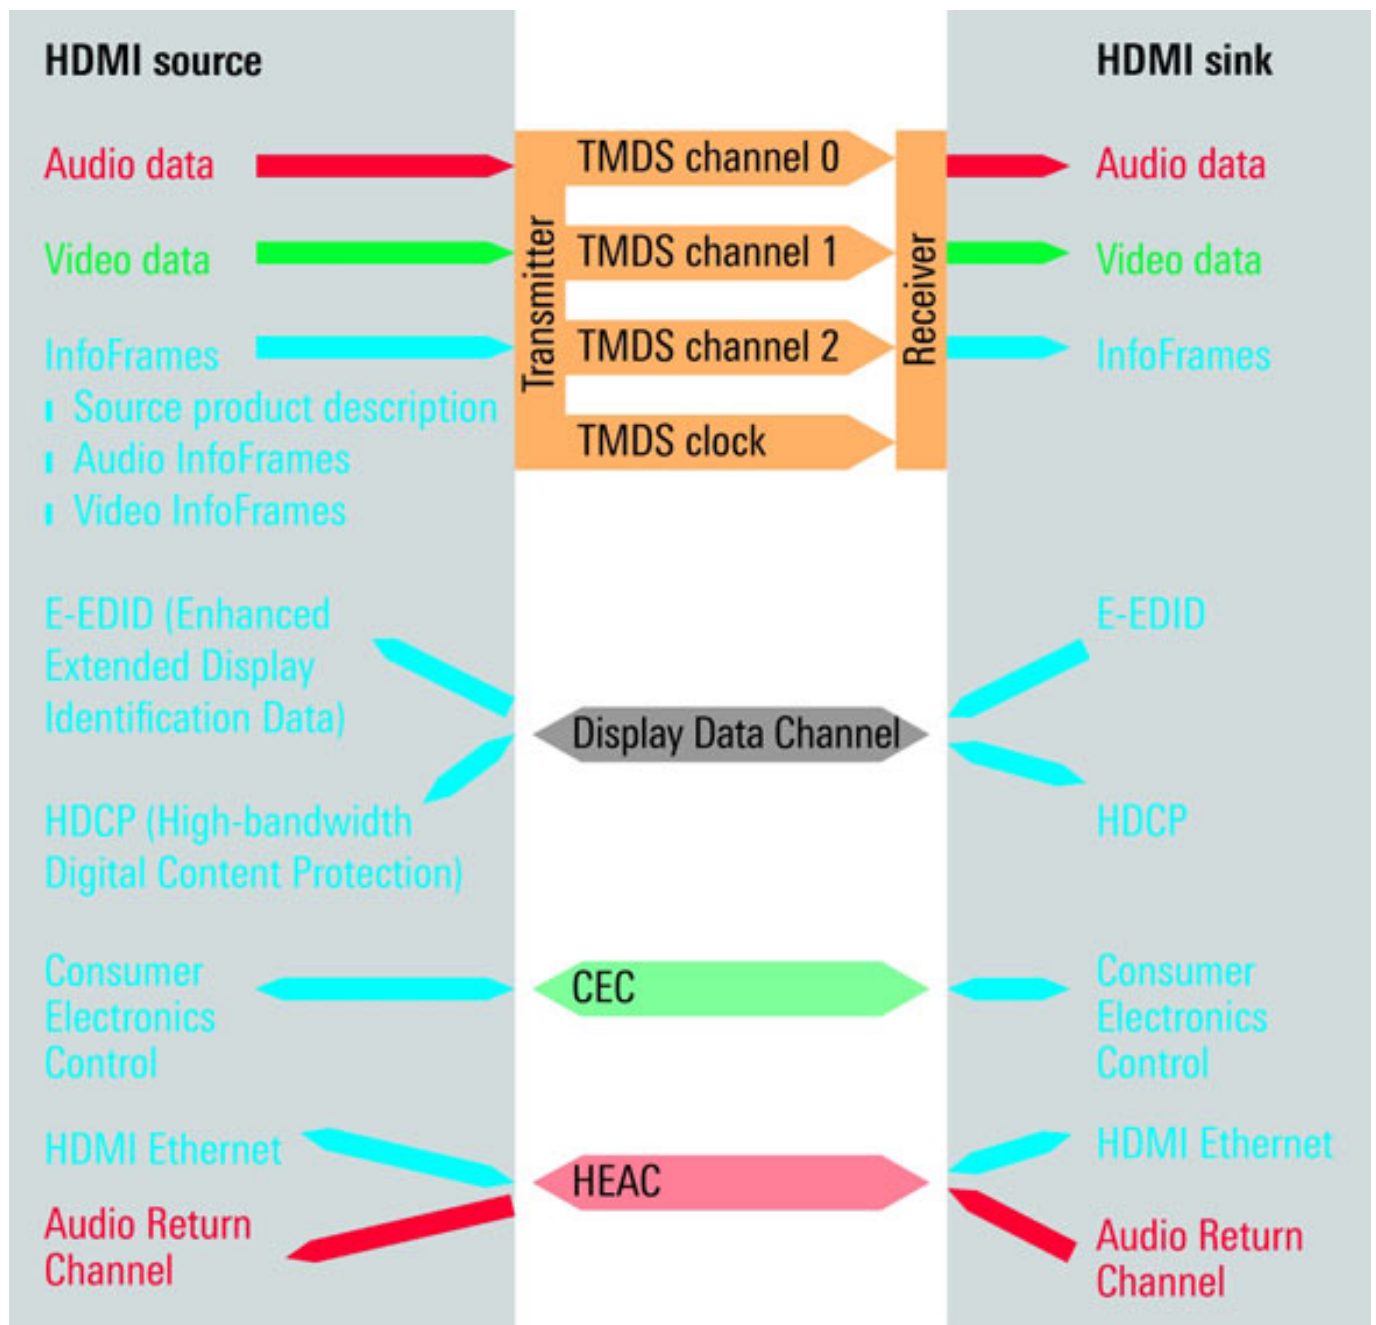 HDMI source
HDMI sink
Audio data
TMDS channel 0
Audio data
Video data
TMDS channel 1
Video data
Transmitter
Receiver
InfoFrames
TMDS channel 2
InfoFrames
Source product description
Audio InfoFrames
TMDS clock
Video InfoFrames
E-EDID (Enhanced
Extended Display
Identification Data)
E-EDID
Display Data Channel
HDCP (High-bandwidth
Digital Content Protection)
HDCP
Consumer
Electronics
Control
CEC
Consumer
Electronics
Control
HDMI Ethernet
HEAC
HDMI Ethernet
Audio Return
Channel
Audio Return
Channel